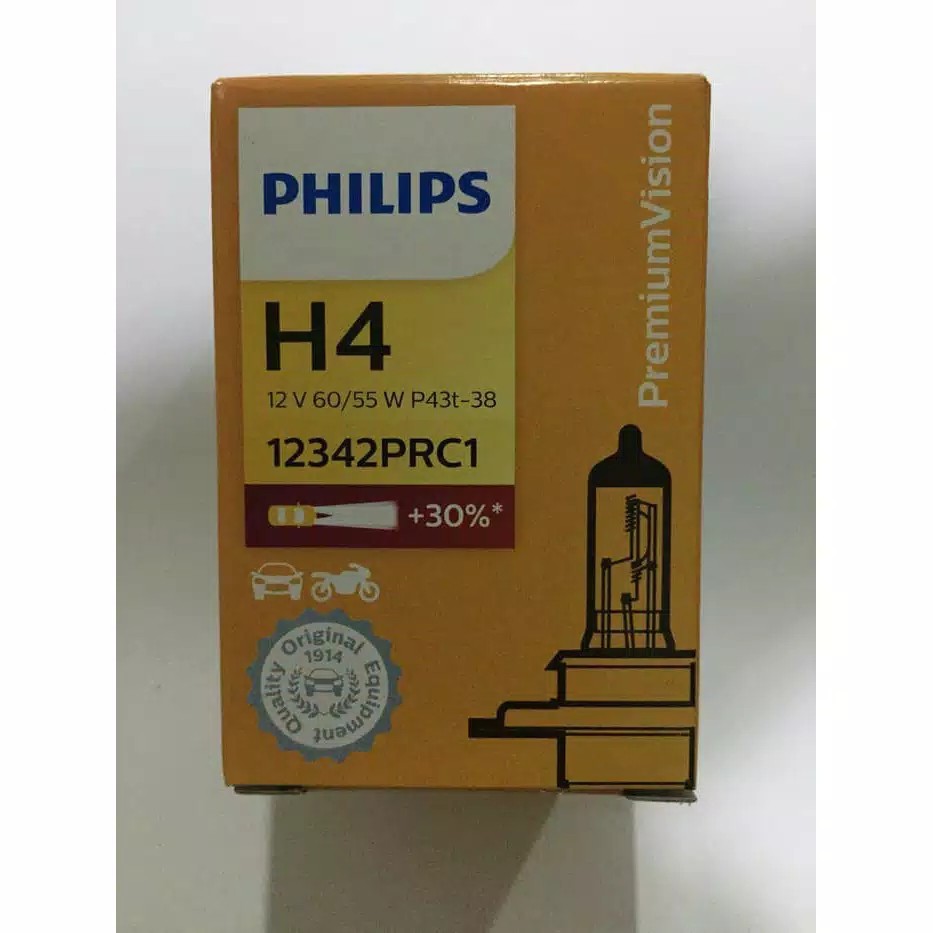 PHILIPS
H4
12 V 60/55 W P43t-38
12342PRC1
+30%*
PremiumVision
Original Equipment Quality
1914